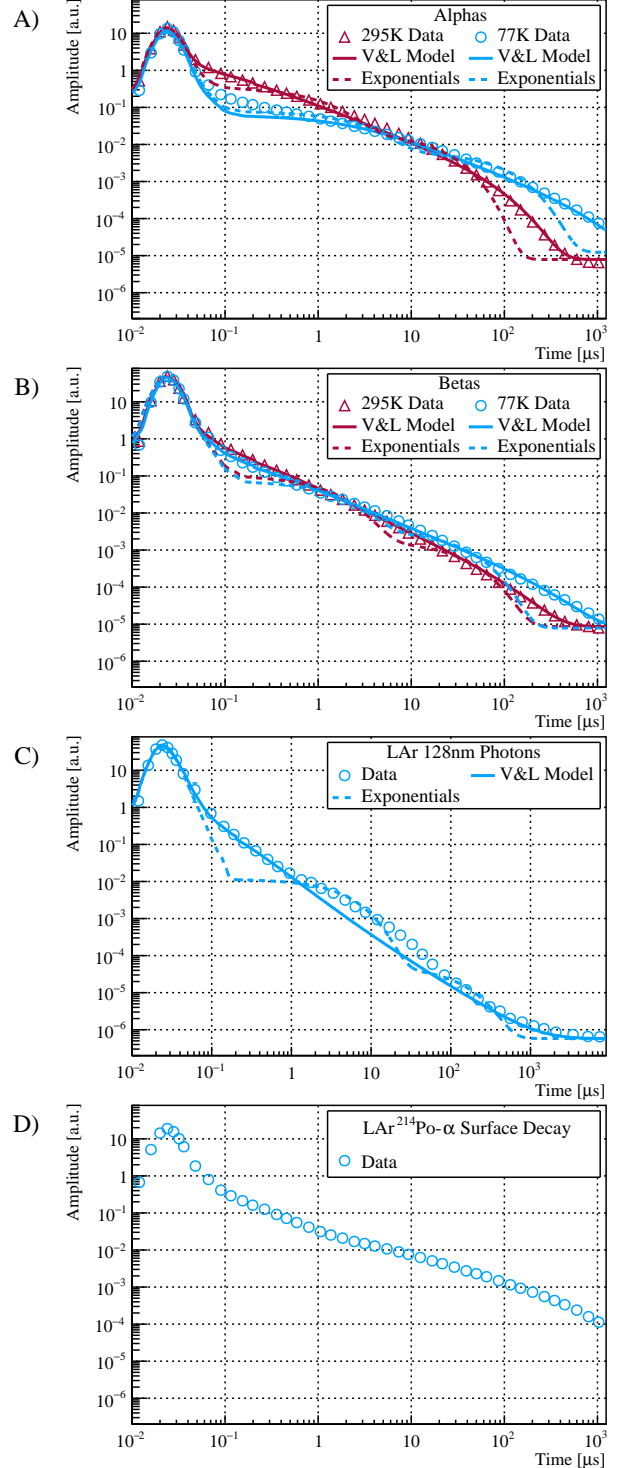 A)
Amplitude [a.u.]
Alphas
295K Data 77K Data
V&L Model V&L Model
Exponentials Exponentials
10
1
10⁻¹
10⁻²
10⁻³
10⁻⁴
10⁻⁵
10⁻⁶
10⁻² 10⁻¹ 1 10 10² 10³
Time [μs]
B)
Amplitude [a.u.]
Betas
295K Data 77K Data
V&L Model V&L Model
Exponentials Exponentials
10
1
10⁻¹
10⁻²
10⁻³
10⁻⁴
10⁻⁵
10⁻⁶
10⁻² 10⁻¹ 1 10 10² 10³
Time [μs]
C)
Amplitude [a.u.]
LAr 128nm Photons
Data V&L Model
Exponentials
10
1
10⁻¹
10⁻²
10⁻³
10⁻⁴
10⁻⁵
10⁻⁶
10⁻² 10⁻¹ 1 10 10² 10³
Time [μs]
D)
Amplitude [a.u.]
LAr ²¹⁴Po-α Surface Decay
Data
10
1
10⁻¹
10⁻²
10⁻³
10⁻⁴
10⁻⁵
10⁻⁶
10⁻² 10⁻¹ 1 10 10² 10³
Time [μs]